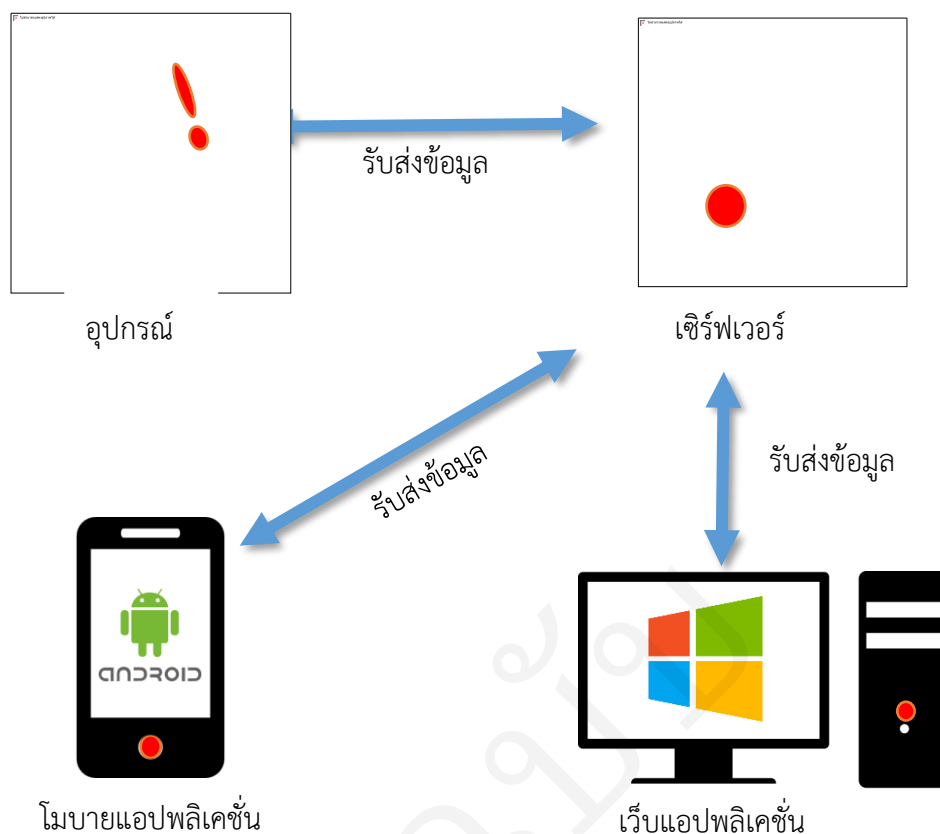 รับส่งข้อมูล
อุปกรณ์
เซิร์ฟเวอร์
รับส่งข้อมูล
รับส่งข้อมูล
ANDROID
โมบายแอปพลิเคชั่น
เว็บแอปพลิเคชั่น